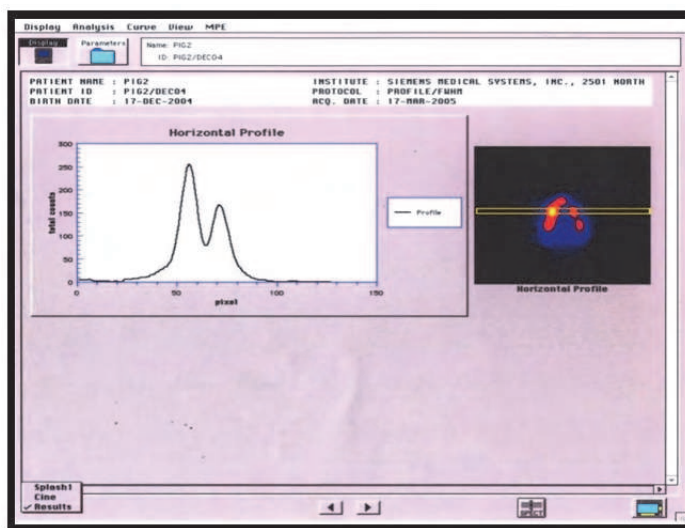 Display Analysis Curve View MPE
Display
Parameters
Name: PIG2
ID: PIG2/DEC04
PATIENT NAME : PIG2
PATIENT ID : PIG2/DEC04
BIRTH DATE : 17-DEC-2004
INSTITUTE : SIEMENS MEDICAL SYSTEMS, INC., 2501 NORTH
PROTOCOL : PROFILE/FWHM
ACQ. DATE : 17-MAR-2005
Horizontal Profile
total counts
300
250
200
150
100
50
0
0 50 100 150
pixel
Profile
Horizontal Profile
Splash1
Cine
✓ Results
SPECT